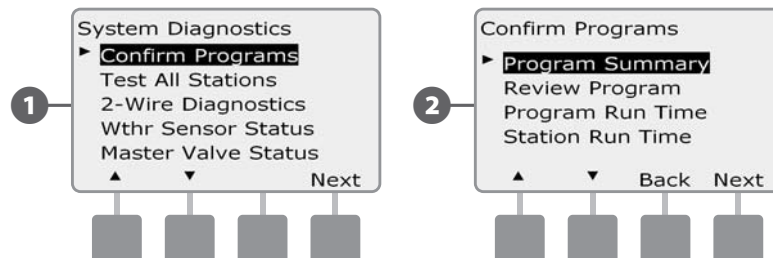 1
System Diagnostics
► Confirm Programs
Test All Stations
2-Wire Diagnostics
Wthr Sensor Status
Master Valve Status
▲ ▼ Next
2
Confirm Programs
► Program Summary
Review Program
Program Run Time
Station Run Time
▲ ▼ Back Next